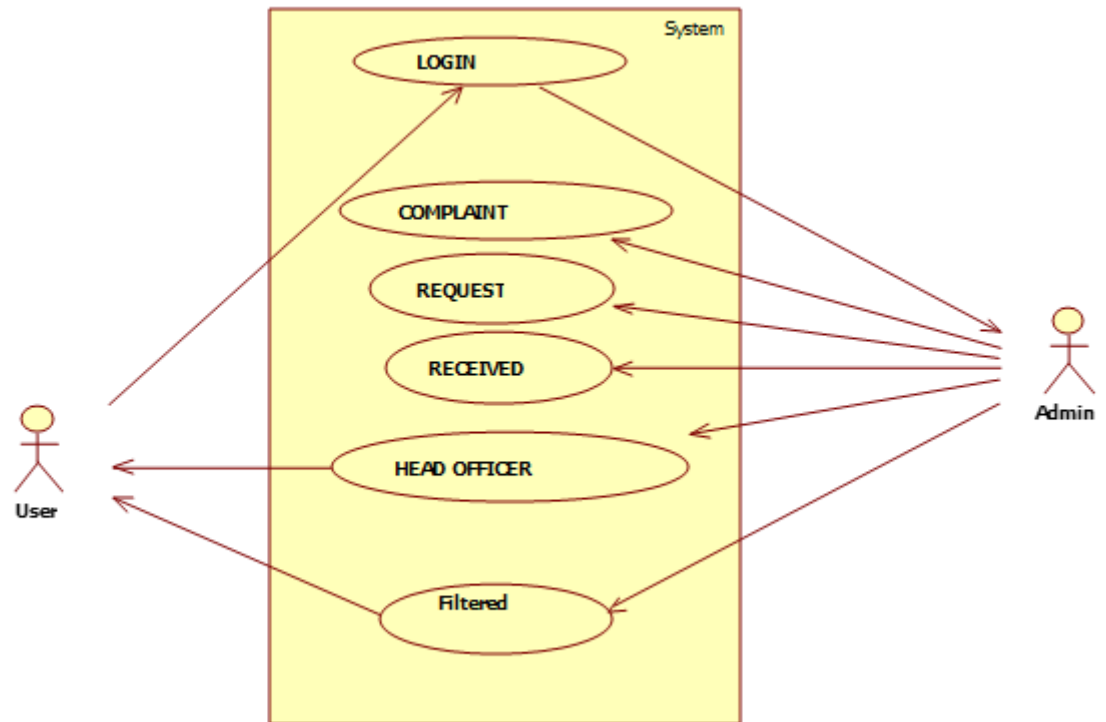 System
LOGIN
COMPLAINT
REQUEST
RECEIVED
HEAD OFFICER
Filtered
User
Admin